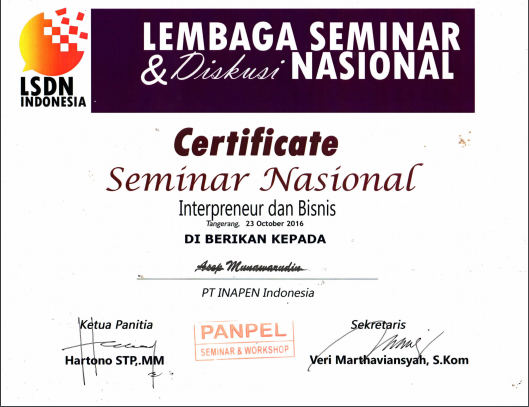 LSDN
INDONESIA
LEMBAGA SEMINAR
& Diskusi NASIONAL
Certificate
Seminar Nasional
Interpreneur dan Bisnis
Tangerang, 23 October 2016
DI BERIKAN KEPADA
Asep Munawarudin
PT INAPEN Indonesia
Ketua Panitia
Hartono STP,.MM
PANPEL
SEMINAR & WORKSHOP
Sekretaris
Veri Marthaviansyah, S.Kom